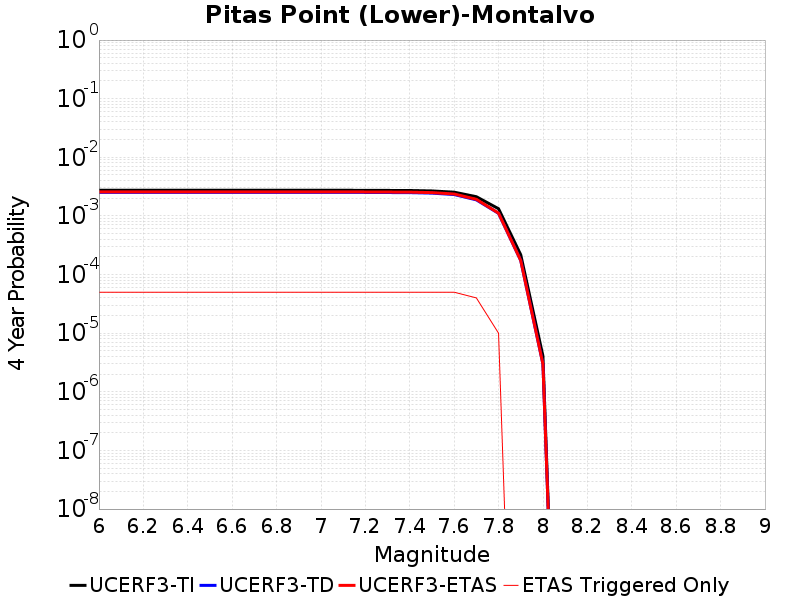 Pitas Point (Lower)-Montalvo
10^0
10^-1
10^-2
10^-3
10^-4
10^-5
10^-6
10^-7
10^-8
4 Year Probability
6 6.2 6.4 6.6 6.8 7 7.2 7.4 7.6 7.8 8 8.2 8.4 8.6 8.8 9
Magnitude
UCERF3-TI UCERF3-TD UCERF3-ETAS ETAS Triggered Only